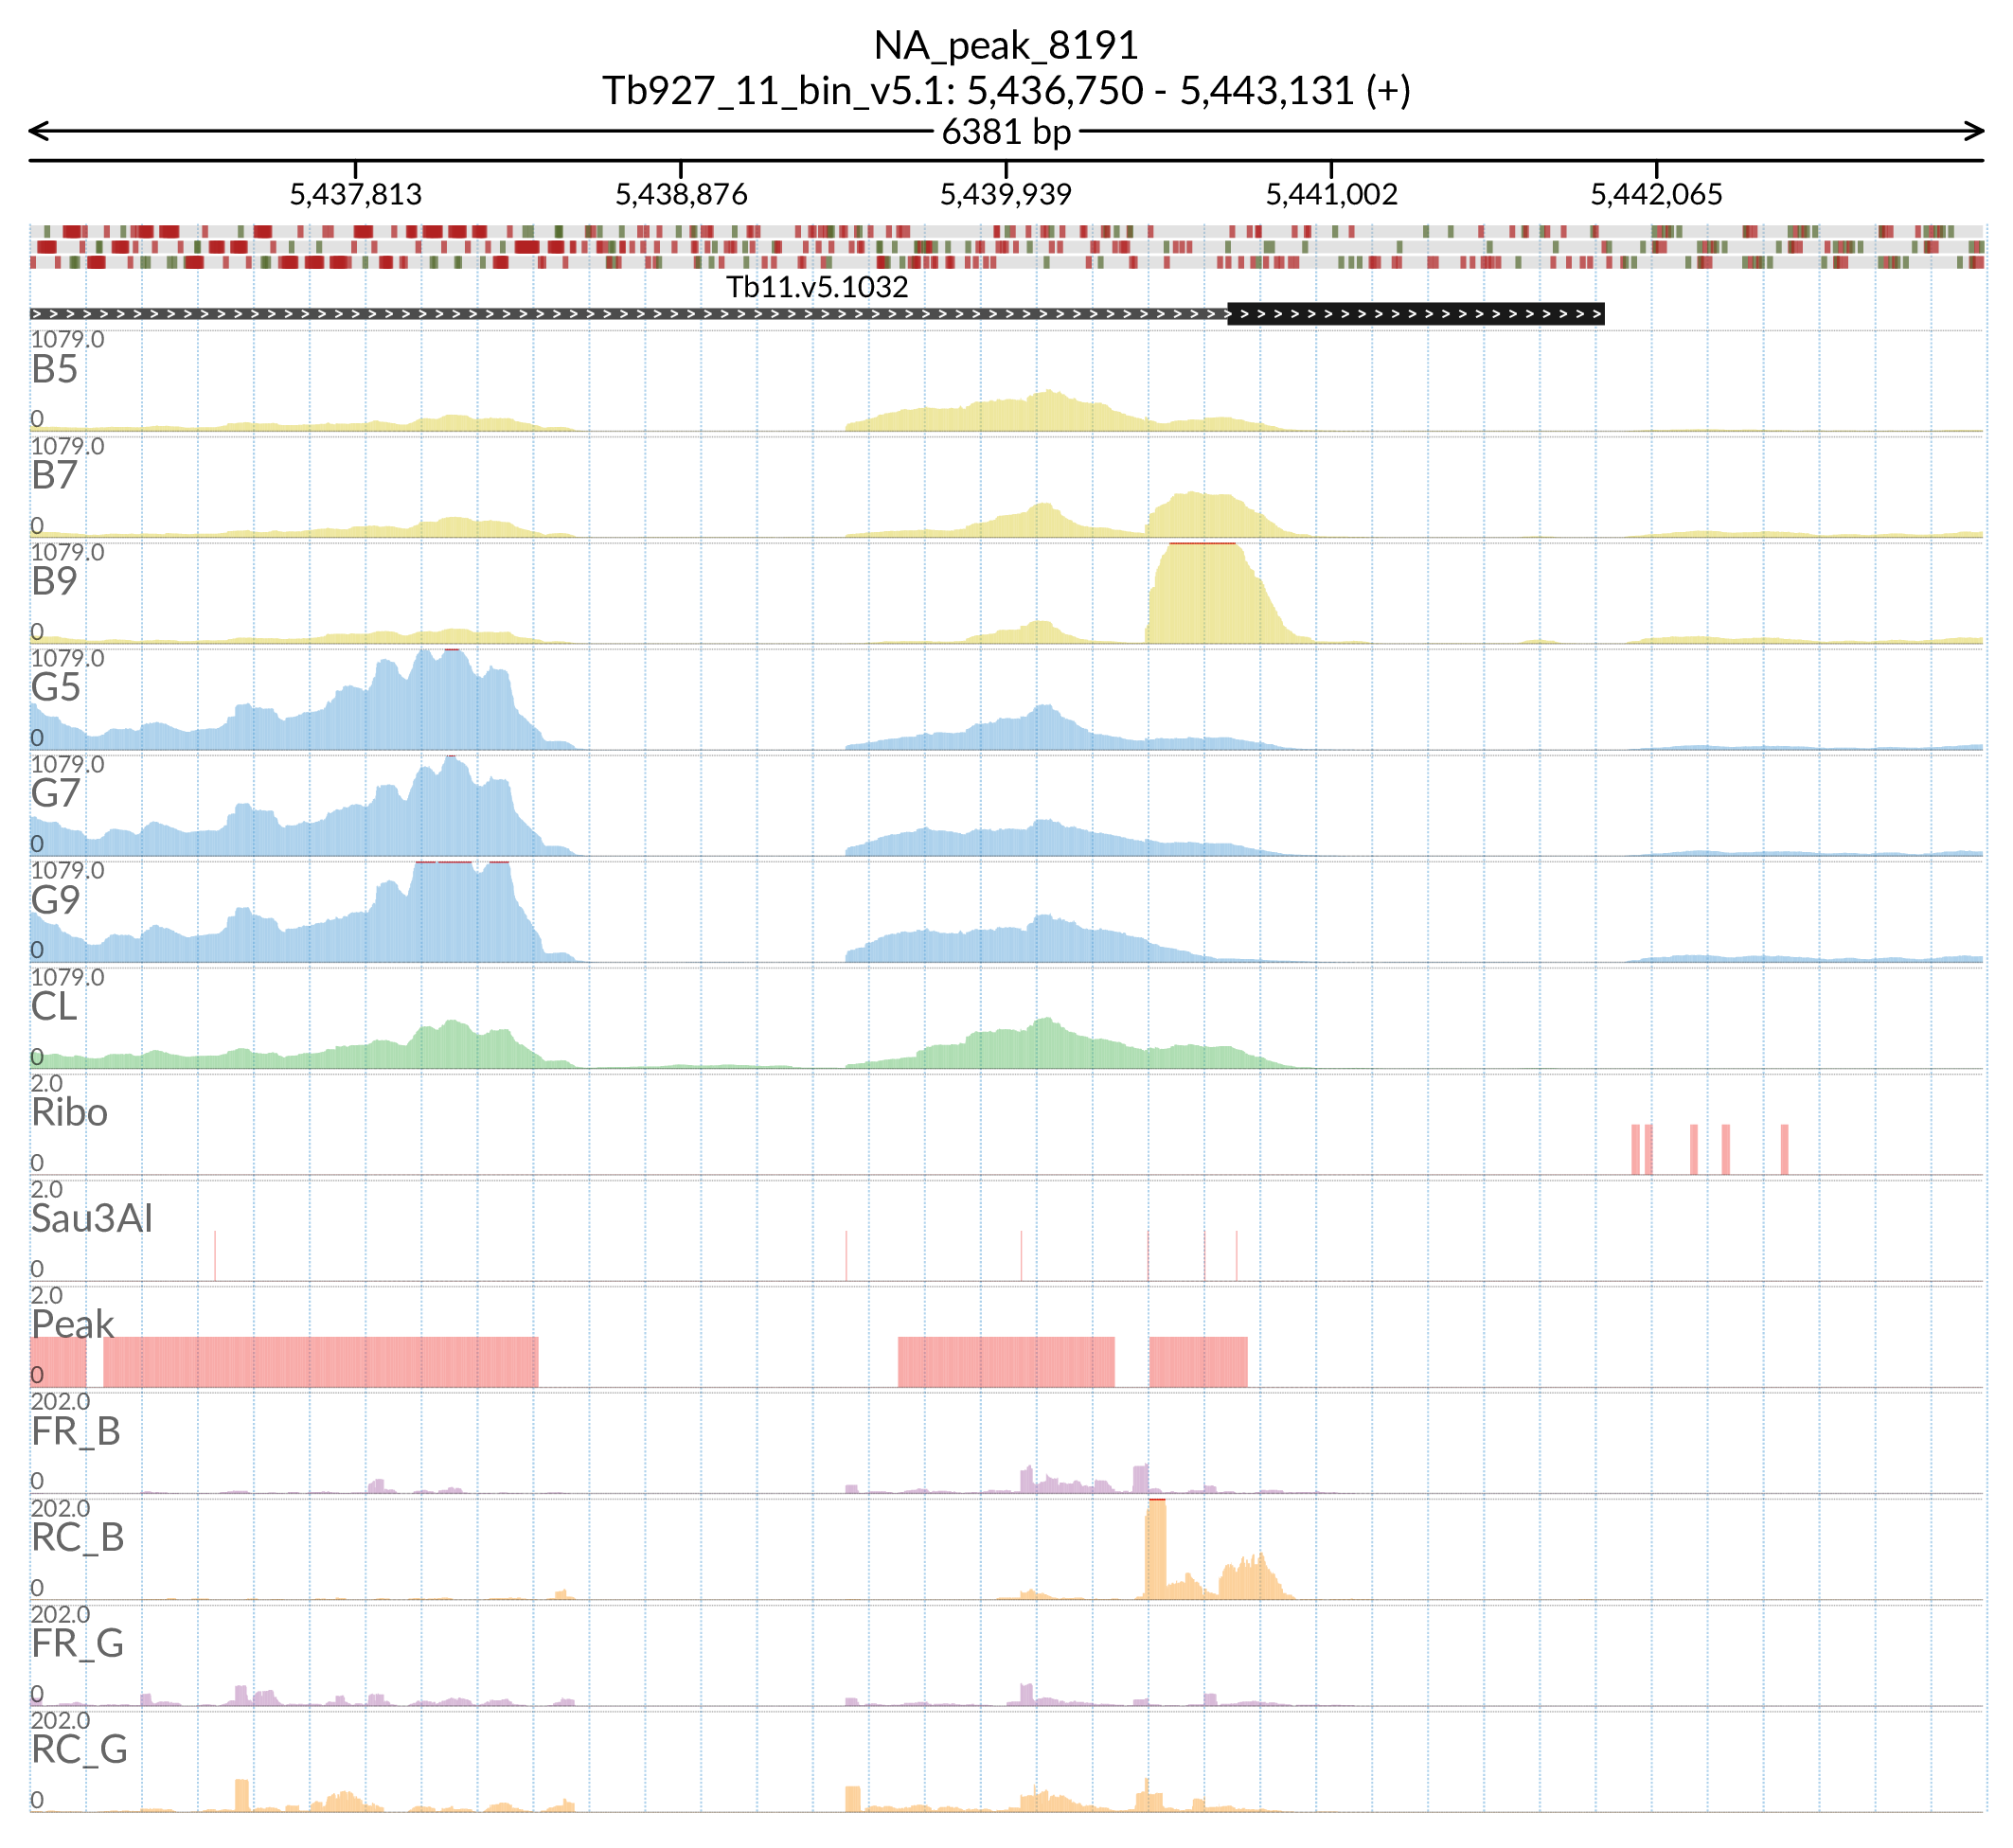 NA_peak_8191
Tb927_11_bin_v5.1: 5,436,750 - 5,443,131 (+)
6381 bp
5,437,813 5,438,876 5,439,939 5,441,002 5,442,065
Tb11.v5.1032
1079.0
B5
0
1079.0
B7
0
1079.0
B9
0
1079.0
G5
0
1079.0
G7
0
1079.0
G9
0
1079.0
CL
0
2.0
Ribo
0
2.0
Sau3AI
0
2.0
Peak
0
202.0
FR_B
0
202.0
RC_B
0
202.0
FR_G
0
202.0
RC_G
0